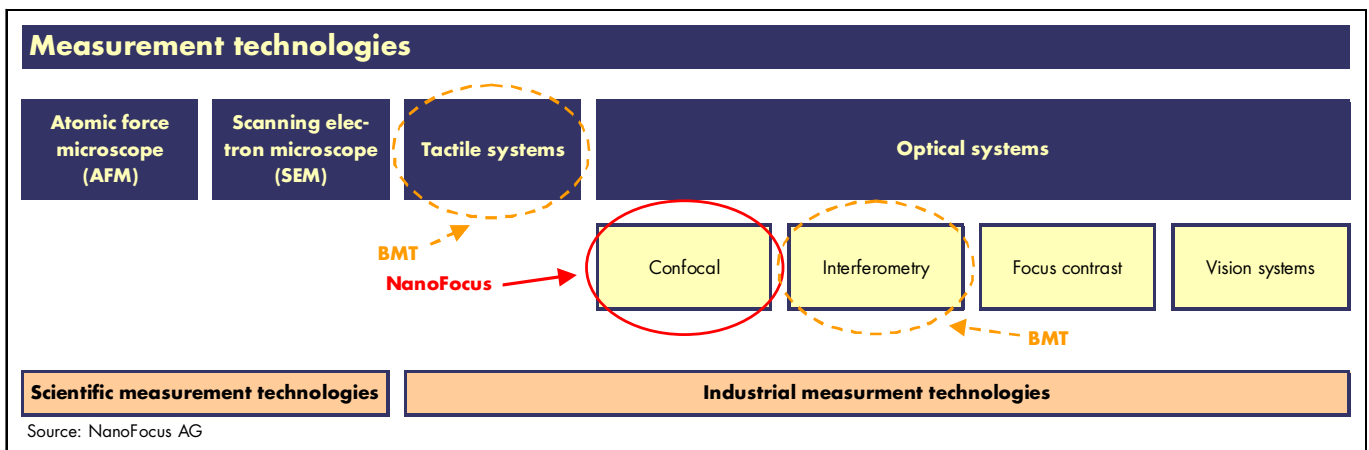 Measurement technologies
Atomic force
microscope
(AFM)
Scanning elec-
tron microscope
(SEM)
Tactile systems
Optical systems
BMT
NanoFocus
Confocal
Interferometry
Focus contrast
Vision systems
BMT
Scientific measurement technologies
Industrial measurment technologies
Source: NanoFocus AG